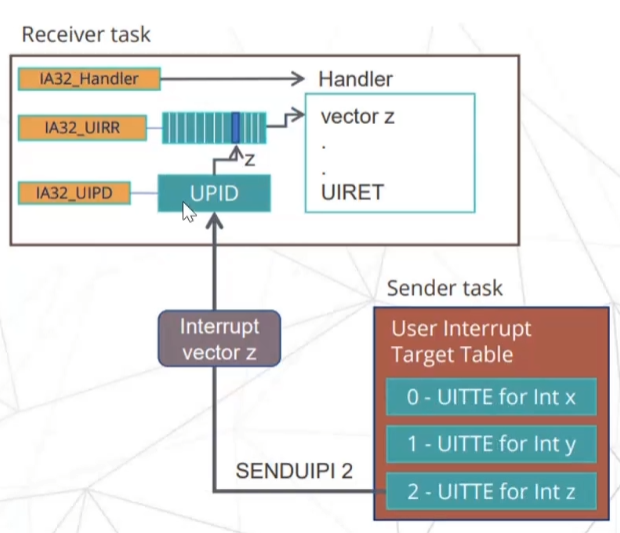 Receiver task
IA32_Handler
Handler
IA32_UIRR
vector z
.
.
UIRET
z
IA32_UIPD
UPID
Interrupt
vector z
Sender task
User Interrupt
Target Table
0 - UITTE for Int x
1 - UITTE for Int y
2 - UITTE for Int z
SENDUIPI 2